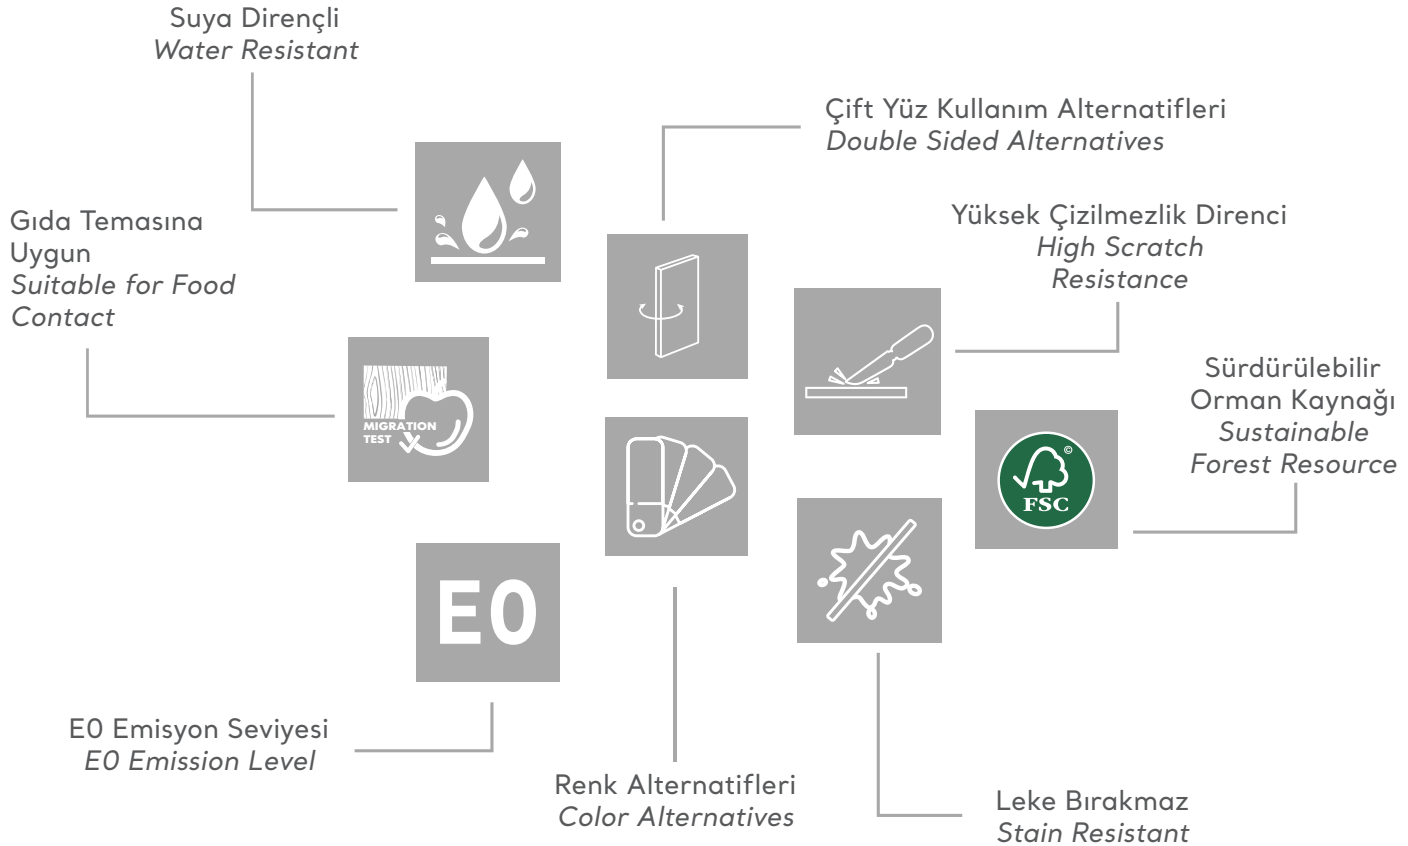 Suya Dirençli
Water Resistant
Çift Yüz Kullanım Alternatifleri
Double Sided Alternatives
Gıda Temasına
Uygun
Suitable for Food
Contact
Yüksek Çizilmezlik Direnci
High Scratch
Resistance
Sürdürülebilir
Orman Kaynağı
Sustainable
Forest Resource
MIGRATION
TEST
©
FSC
E0
E0 Emisyon Seviyesi
E0 Emission Level
Renk Alternatifleri
Color Alternatives
Leke Bırakmaz
Stain Resistant